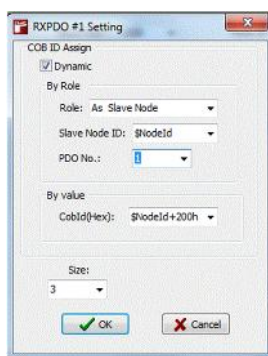 RXPDO #1 Setting
COB ID Assign
Dynamic
By Role
Role: As Slave Node
Slave Node ID: $NodeId
PDO No.: 1
By value
CobId(Hex): $NodeId+200h
Size:
3
OK Cancel